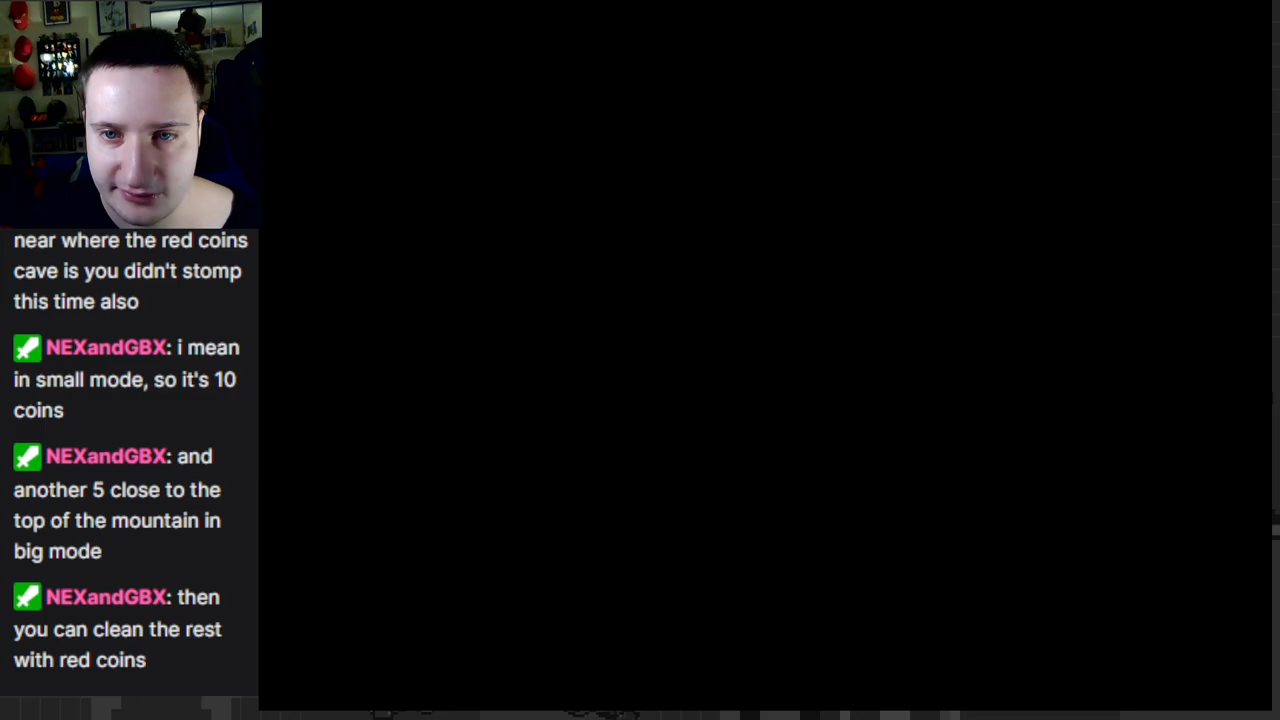 near where the red coins
cave is you didn't stomp
this time also
NEXandGBX: i mean
in small mode, so it's 10
coins
NEXandGBX: and
another 5 close to the
top of the mountain in
big mode
NEXandGBX: then
you can clean the rest
with red coins